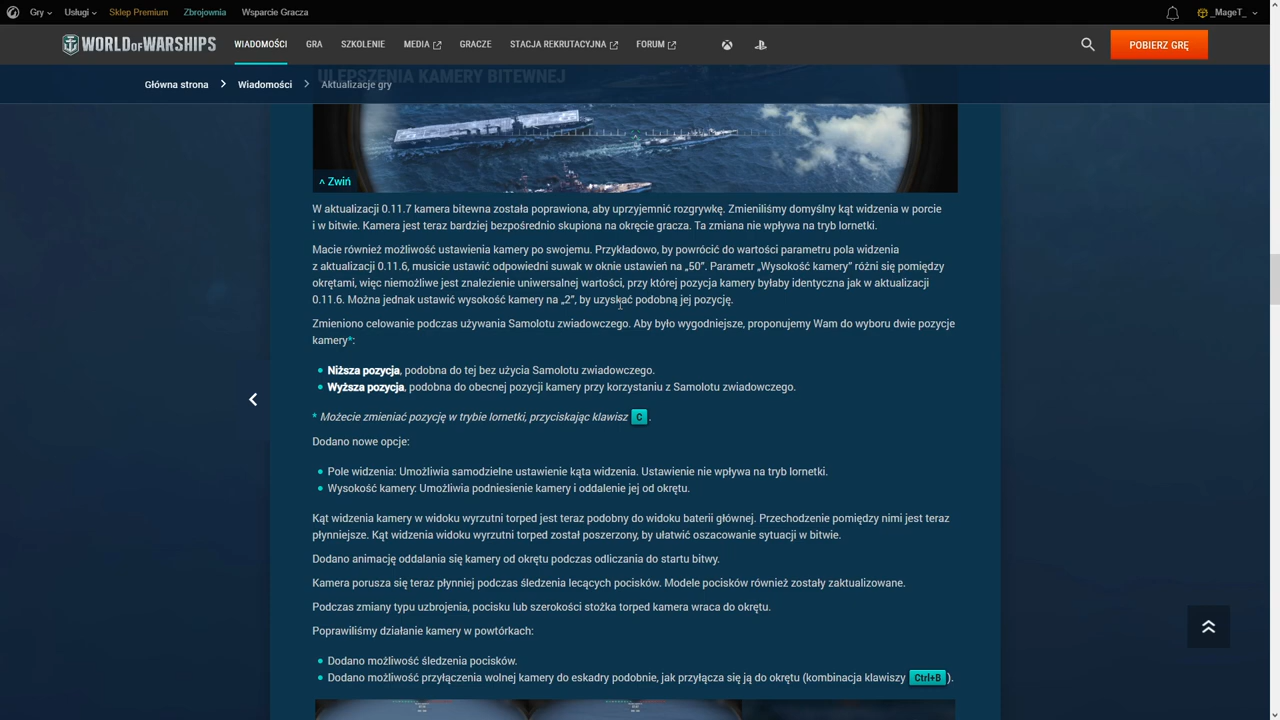 Gry
Usługi
Sklep Premium
Zbrojownia
Wsparcie Gracza
_MageT_
WORLD OF WARSHIPS
WIADOMOŚCI
GRA
SZKOLENIE
MEDIA
GRACZE
STACJA REKRUTACYJNA
FORUM
POBIERZ GRĘ
ULEPSZENIA KAMERY BITEWNEJ
Główna strona
Wiadomości
Aktualizacje gry
^ Zwiń
W aktualizacji 0.11.7 kamera bitewna została poprawiona, aby uprzyjemnić rozgrywkę. Zmieniliśmy domyślny kąt widzenia w porcie
i w bitwie. Kamera jest teraz bardziej bezpośrednio skupiona na okręcie gracza. Ta zmiana nie wpływa na tryb lornetki.
Macie również możliwość ustawienia kamery po swojemu. Przykładowo, by powrócić do wartości parametru pola widzenia
z aktualizacji 0.11.6, musicie ustawić odpowiedni suwak w oknie ustawień na „50”. Parametr „Wysokość kamery” różni się pomiędzy
okrętami, więc niemożliwe jest znalezienie uniwersalnej wartości, przy której pozycja kamery byłaby identyczna jak w aktualizacji
0.11.6. Można jednak ustawić wysokość kamery na „2”, by uzyskać podobną jej pozycję.
Zmieniono celowanie podczas używania Samolotu zwiadowczego. Aby było wygodniejsze, proponujemy Wam do wyboru dwie pozycje
kamery*:
• Niższa pozycja, podobna do tej bez użycia Samolotu zwiadowczego.
• Wyższa pozycja, podobna do obecnej pozycji kamery przy korzystaniu z Samolotu zwiadowczego.
* Możecie zmieniać pozycję w trybie lornetki, przyciskając klawisz C .
Dodano nowe opcje:
• Pole widzenia: Umożliwia samodzielne ustawienie kąta widzenia. Ustawienie nie wpływa na tryb lornetki.
• Wysokość kamery: Umożliwia podniesienie kamery i oddalenie jej od okrętu.
Kąt widzenia kamery w widoku wyrzutni torped jest teraz podobny do widoku baterii głównej. Przechodzenie pomiędzy nimi jest teraz
płynniejsze. Kąt widzenia widoku wyrzutni torped został poszerzony, by ułatwić oszacowanie sytuacji w bitwie.
Dodano animację oddalania się kamery od okrętu podczas odliczania do startu bitwy.
Kamera porusza się teraz płynniej podczas śledzenia lecących pocisków. Modele pocisków również zostały zaktualizowane.
Podczas zmiany typu uzbrojenia, pocisku lub szerokości stożka torped kamera wraca do okrętu.
Poprawiliśmy działanie kamery w powtórkach:
• Dodano możliwość śledzenia pocisków.
• Dodano możliwość przyłączenia wolnej kamery do eskadry podobnie, jak przyłącza się ją do okrętu (kombinacja klawiszy Ctrl+B ).